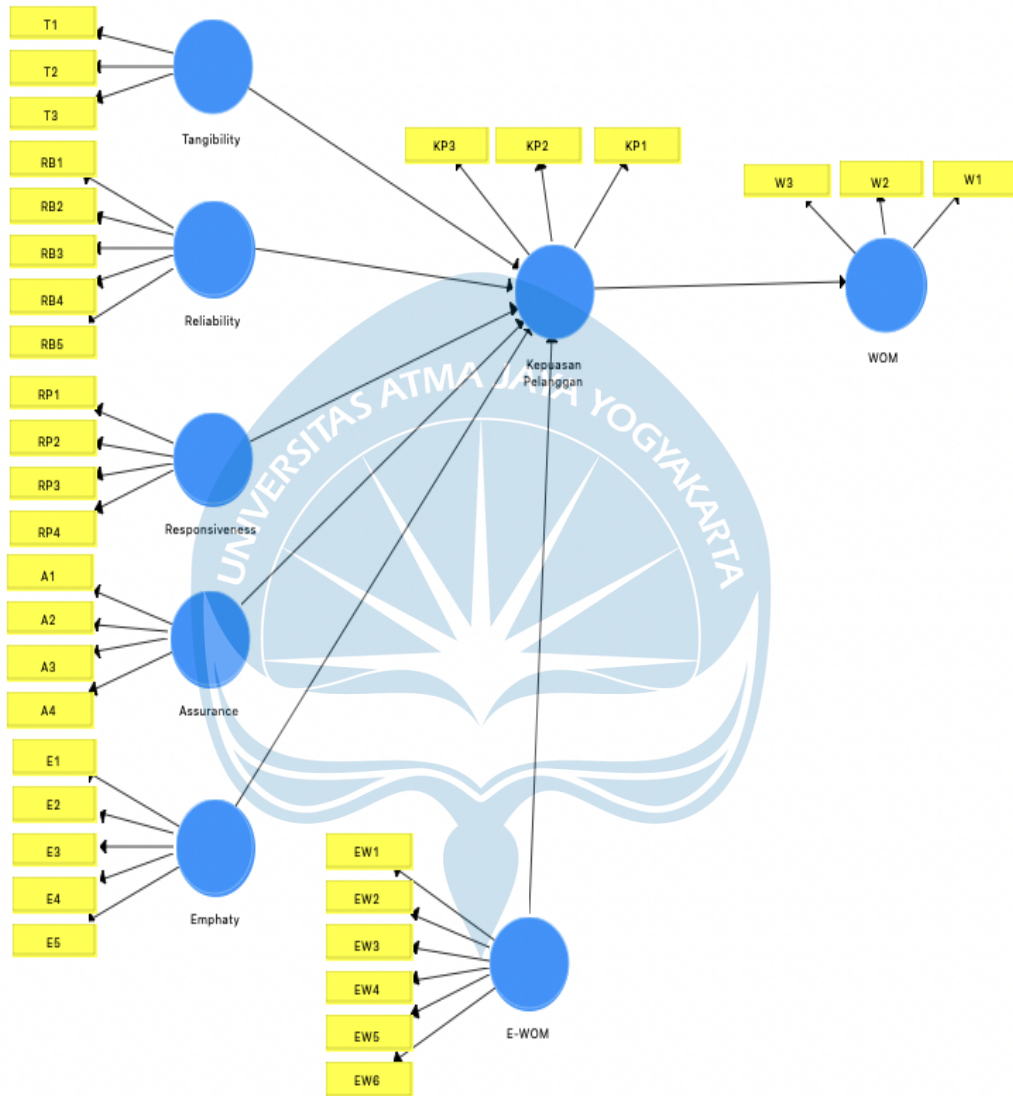 T1
T2
T3
Tangibility
RB1
RB2
RB3
RB4
RB5
Reliability
RP1
RP2
RP3
RP4
Responsiveness
A1
A2
A3
A4
Assurance
E1
E2
E3
E4
E5
Emphaty
EW1
EW2
EW3
EW4
EW5
EW6
E-WOM
KP3
KP2
KP1
Kepuasan
Pelanggan
W3
W2
W1
WOM
UNIVERSITAS ATMA JAYA YOGYAKARTA